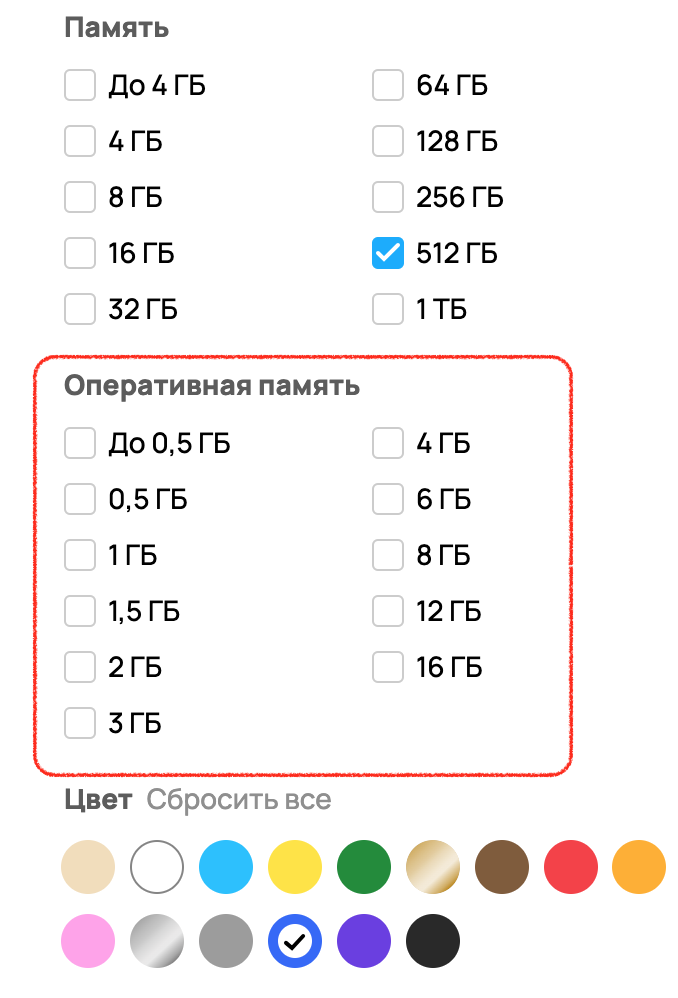 Память
До 4 ГБ
64 ГБ
4 ГБ
128 ГБ
8 ГБ
256 ГБ
16 ГБ
512 ГБ
32 ГБ
1 ТБ
Оперативная память
До 0,5 ГБ
4 ГБ
0,5 ГБ
6 ГБ
1 ГБ
8 ГБ
1,5 ГБ
12 ГБ
2 ГБ
16 ГБ
3 ГБ
Цвет Сбросить все